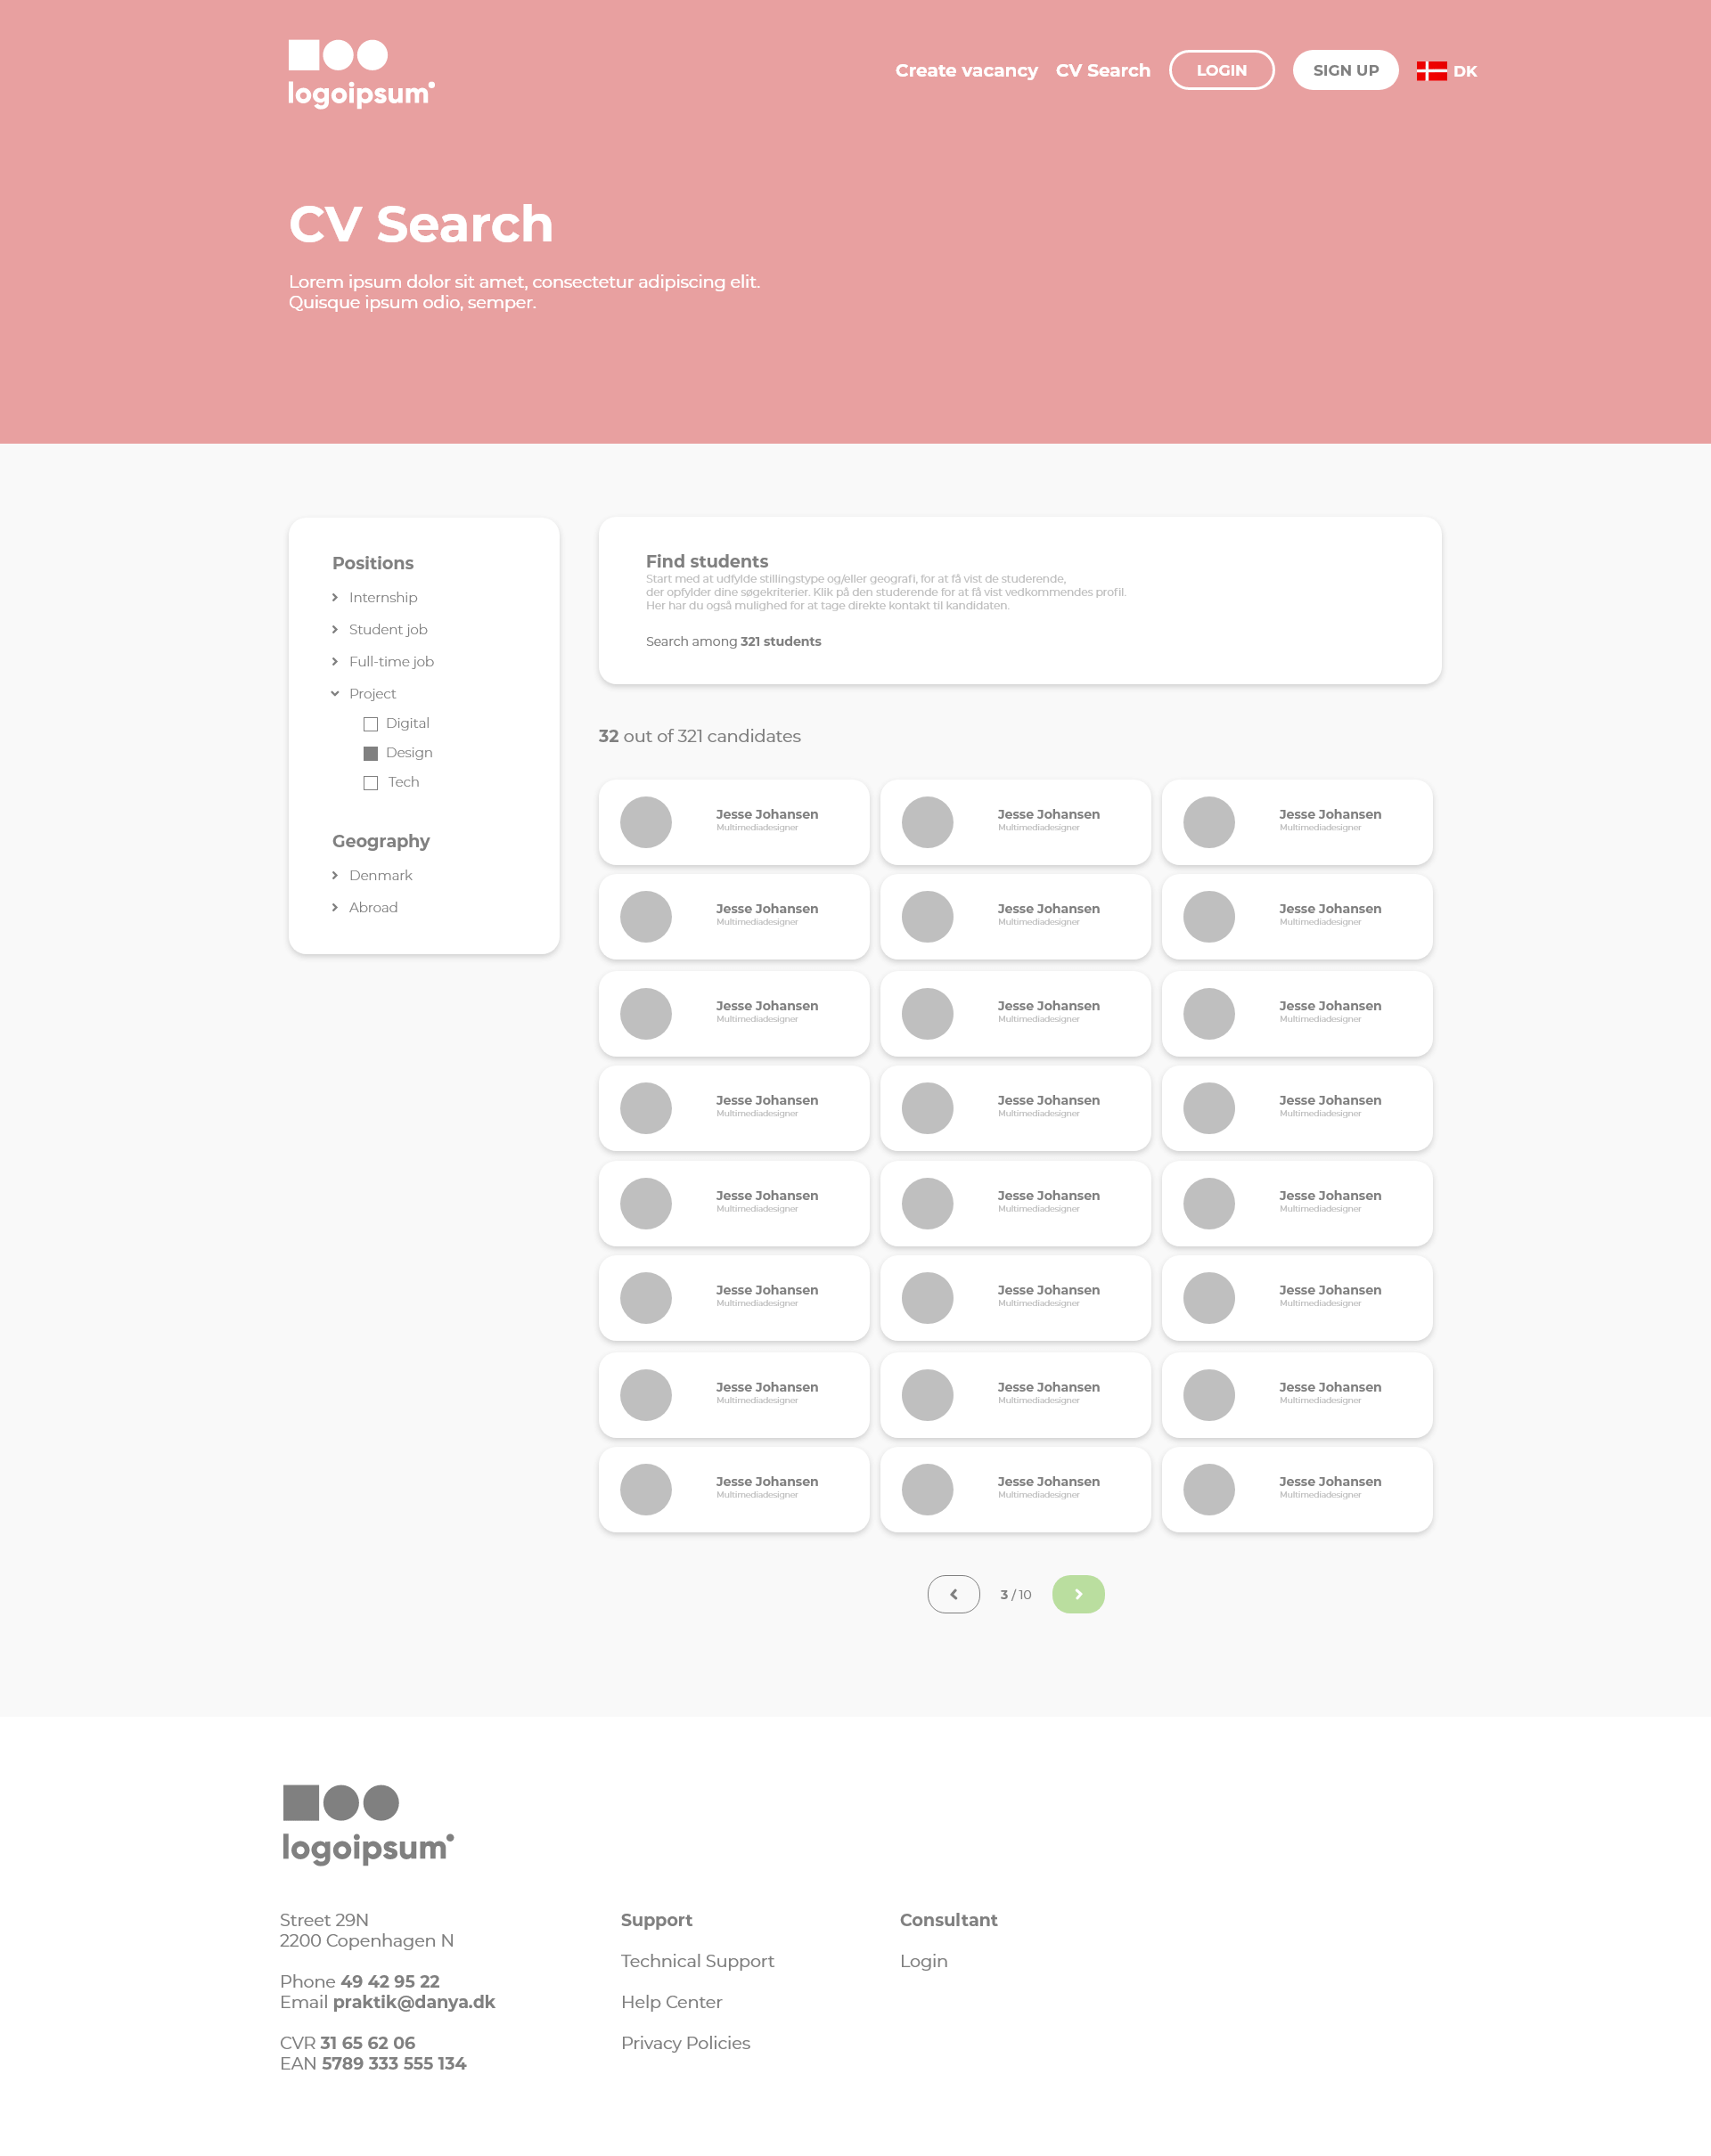 logoipsum
Create vacancy CV Search LOGIN SIGN UP DK
CV Search
Lorem ipsum dolor sit amet, consectetur adipiscing elit.
Quisque ipsum odio, semper.
Positions
Internship
Student job
Full-time job
Project
Digital
Design
Tech
Geography
Denmark
Abroad
Find students
Start med at udfylde stillingstype og/eller geografi, for at få vist de studerende,
der opfylder dine søgekriterier. Klik på den studerende for at få vist vedkommendes profil.
Her har du også mulighed for at tage direkte kontakt til kandidaten.
Search among 321 students
32 out of 321 candidates
Jesse Johansen Jesse Johansen Jesse Johansen
Multimediadesigner Multimediadesigner Multimediadesigner
Jesse Johansen Jesse Johansen Jesse Johansen
Multimediadesigner Multimediadesigner Multimediadesigner
Jesse Johansen Jesse Johansen Jesse Johansen
Multimediadesigner Multimediadesigner Multimediadesigner
Jesse Johansen Jesse Johansen Jesse Johansen
Multimediadesigner Multimediadesigner Multimediadesigner
Jesse Johansen Jesse Johansen Jesse Johansen
Multimediadesigner Multimediadesigner Multimediadesigner
Jesse Johansen Jesse Johansen Jesse Johansen
Multimediadesigner Multimediadesigner Multimediadesigner
Jesse Johansen Jesse Johansen Jesse Johansen
Multimediadesigner Multimediadesigner Multimediadesigner
Jesse Johansen Jesse Johansen Jesse Johansen
Multimediadesigner Multimediadesigner Multimediadesigner
3 / 10
logoipsum
Street 29N
2200 Copenhagen N
Phone 49 42 95 22
Email praktik@danya.dk
CVR 31 65 62 06
EAN 5789 333 555 134
Support
Technical Support
Help Center
Privacy Policies
Consultant
Login